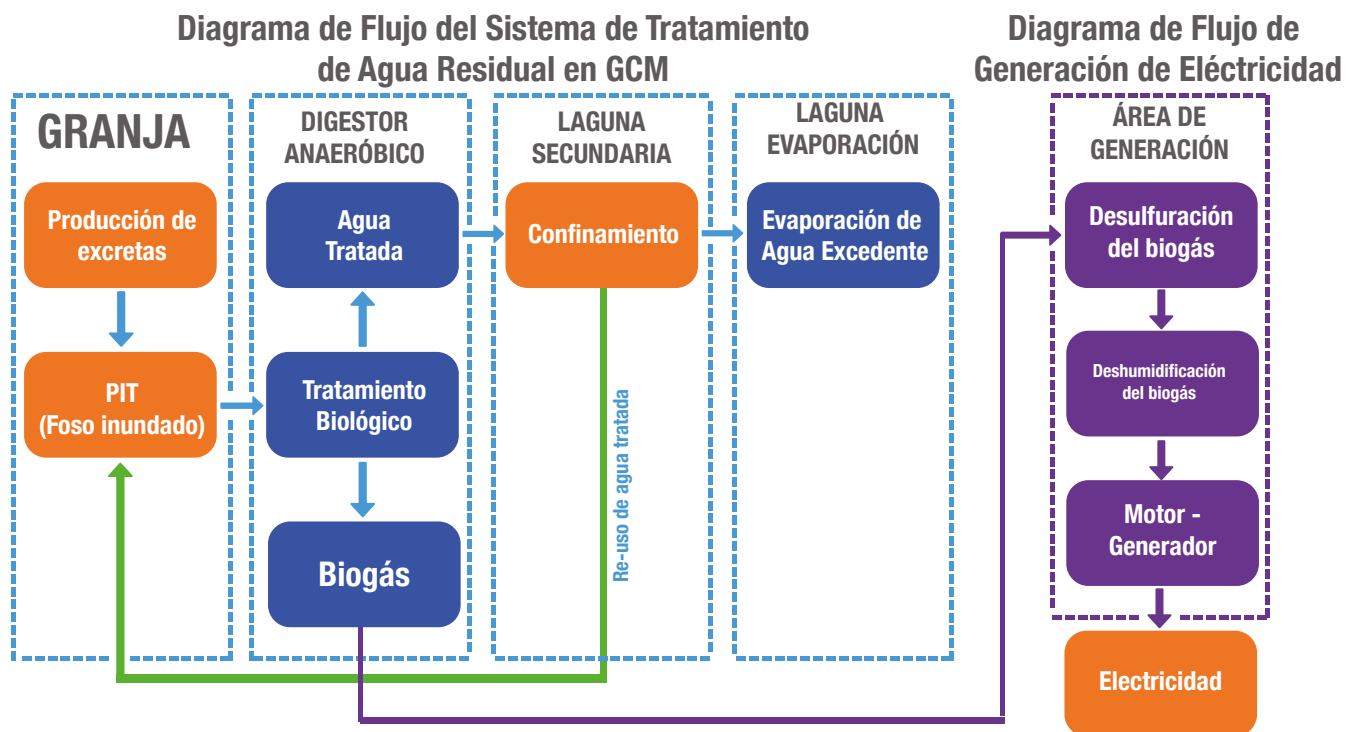 Diagrama de Flujo del Sistema de Tratamiento
de Agua Residual en GCM
Diagrama de Flujo de
Generación de Eléctricidad
GRANJA
Producción de
excretas
PIT
(Foso inundado)
DIGESTOR
ANAERÓBICO
Agua
Tratada
Tratamiento
Biológico
Biogás
LAGUNA
SECUNDARIA
Confinamiento
Re-uso de agua tratada
LAGUNA
EVAPORACIÓN
Evaporación de
Agua Excedente
ÁREA DE
GENERACIÓN
Desulfuración
del biogás
Deshumidificación
del biogás
Motor -
Generador
Electricidad